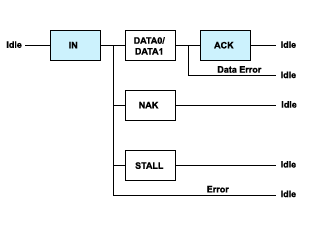 Idle
IN
DATA0/
DATA1
ACK
Idle
Data Error
Idle
NAK
Idle
STALL
Idle
Error
Idle